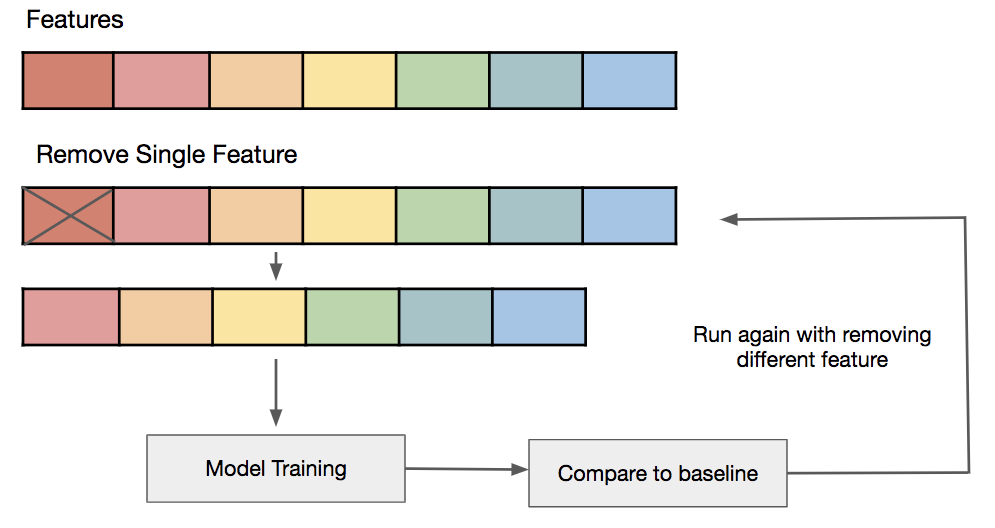 Features
Remove Single Feature
Run again with removing
different feature
Model Training
Compare to baseline